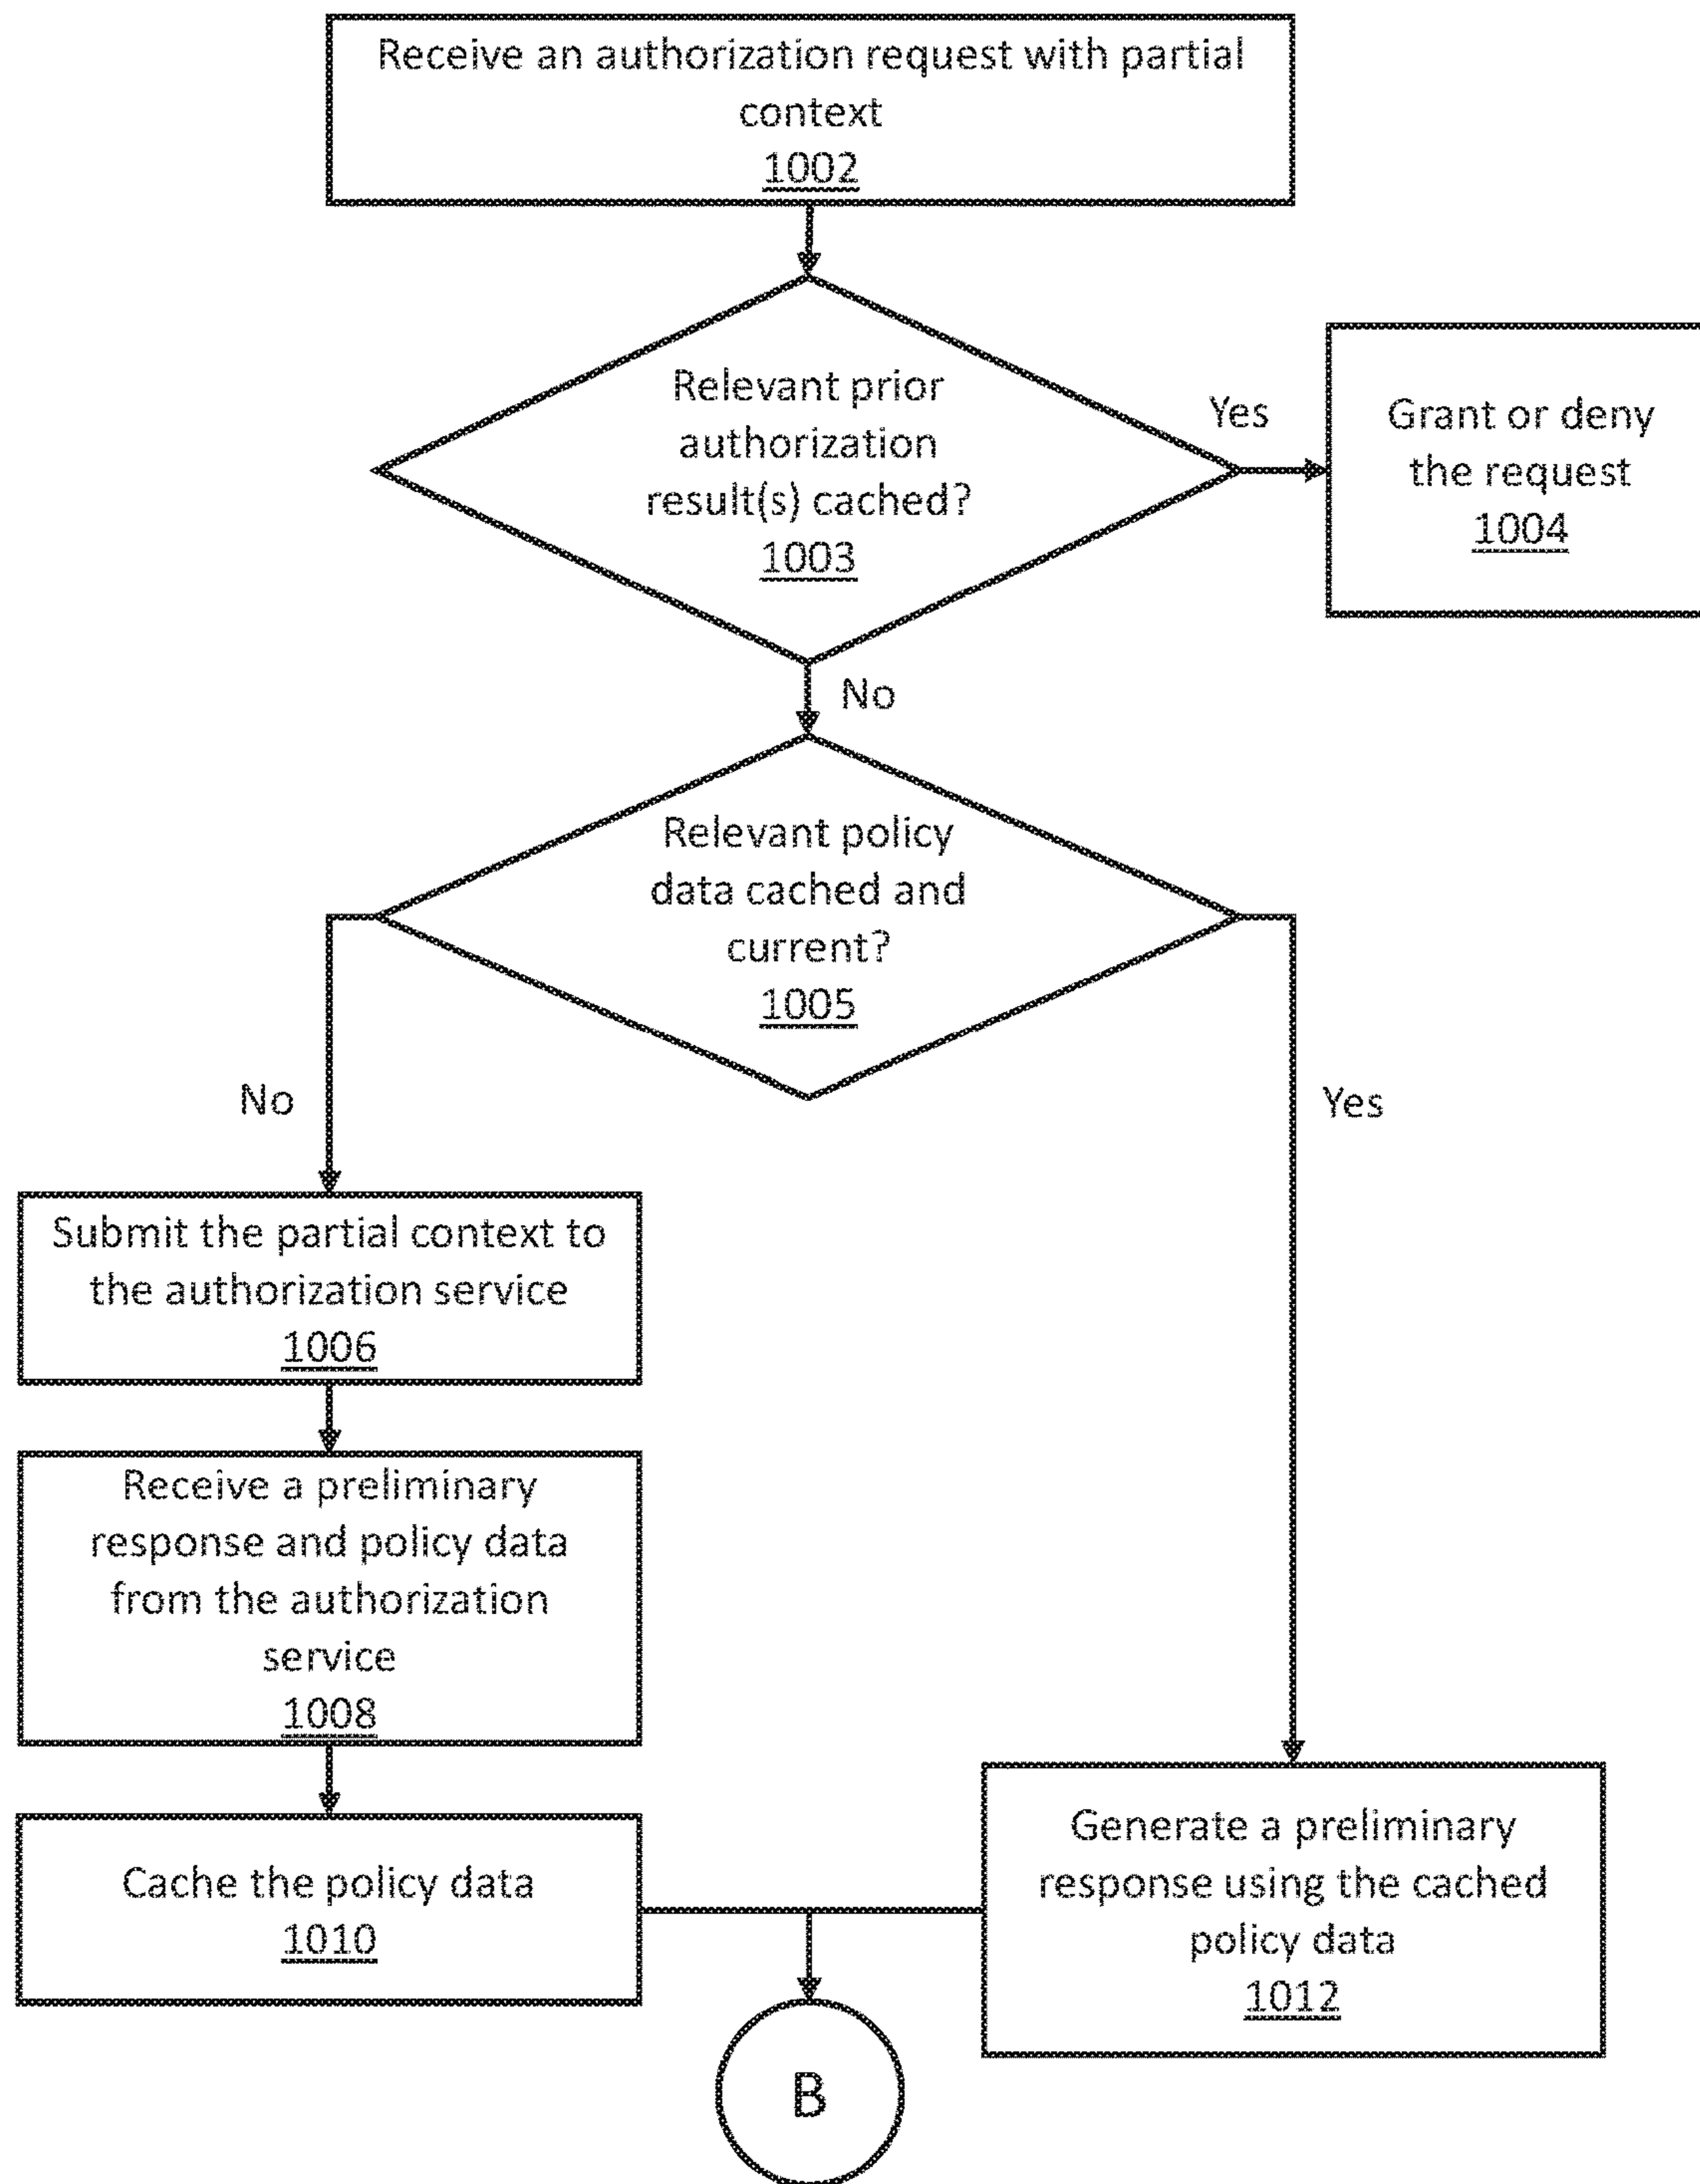 Receive an authorization request with partial
context
1002
Relevant prior
authorization
result(s) cached?
1003
Yes
Grant or deny
the request
1004
No
Relevant policy
data cached and
current?
1005
No
Yes
Submit the partial context to
the authorization service
1006
Receive a preliminary
response and policy data
from the authorization
service
1008
Cache the policy data
1010
Generate a preliminary
response using the cached
policy data
1012
B